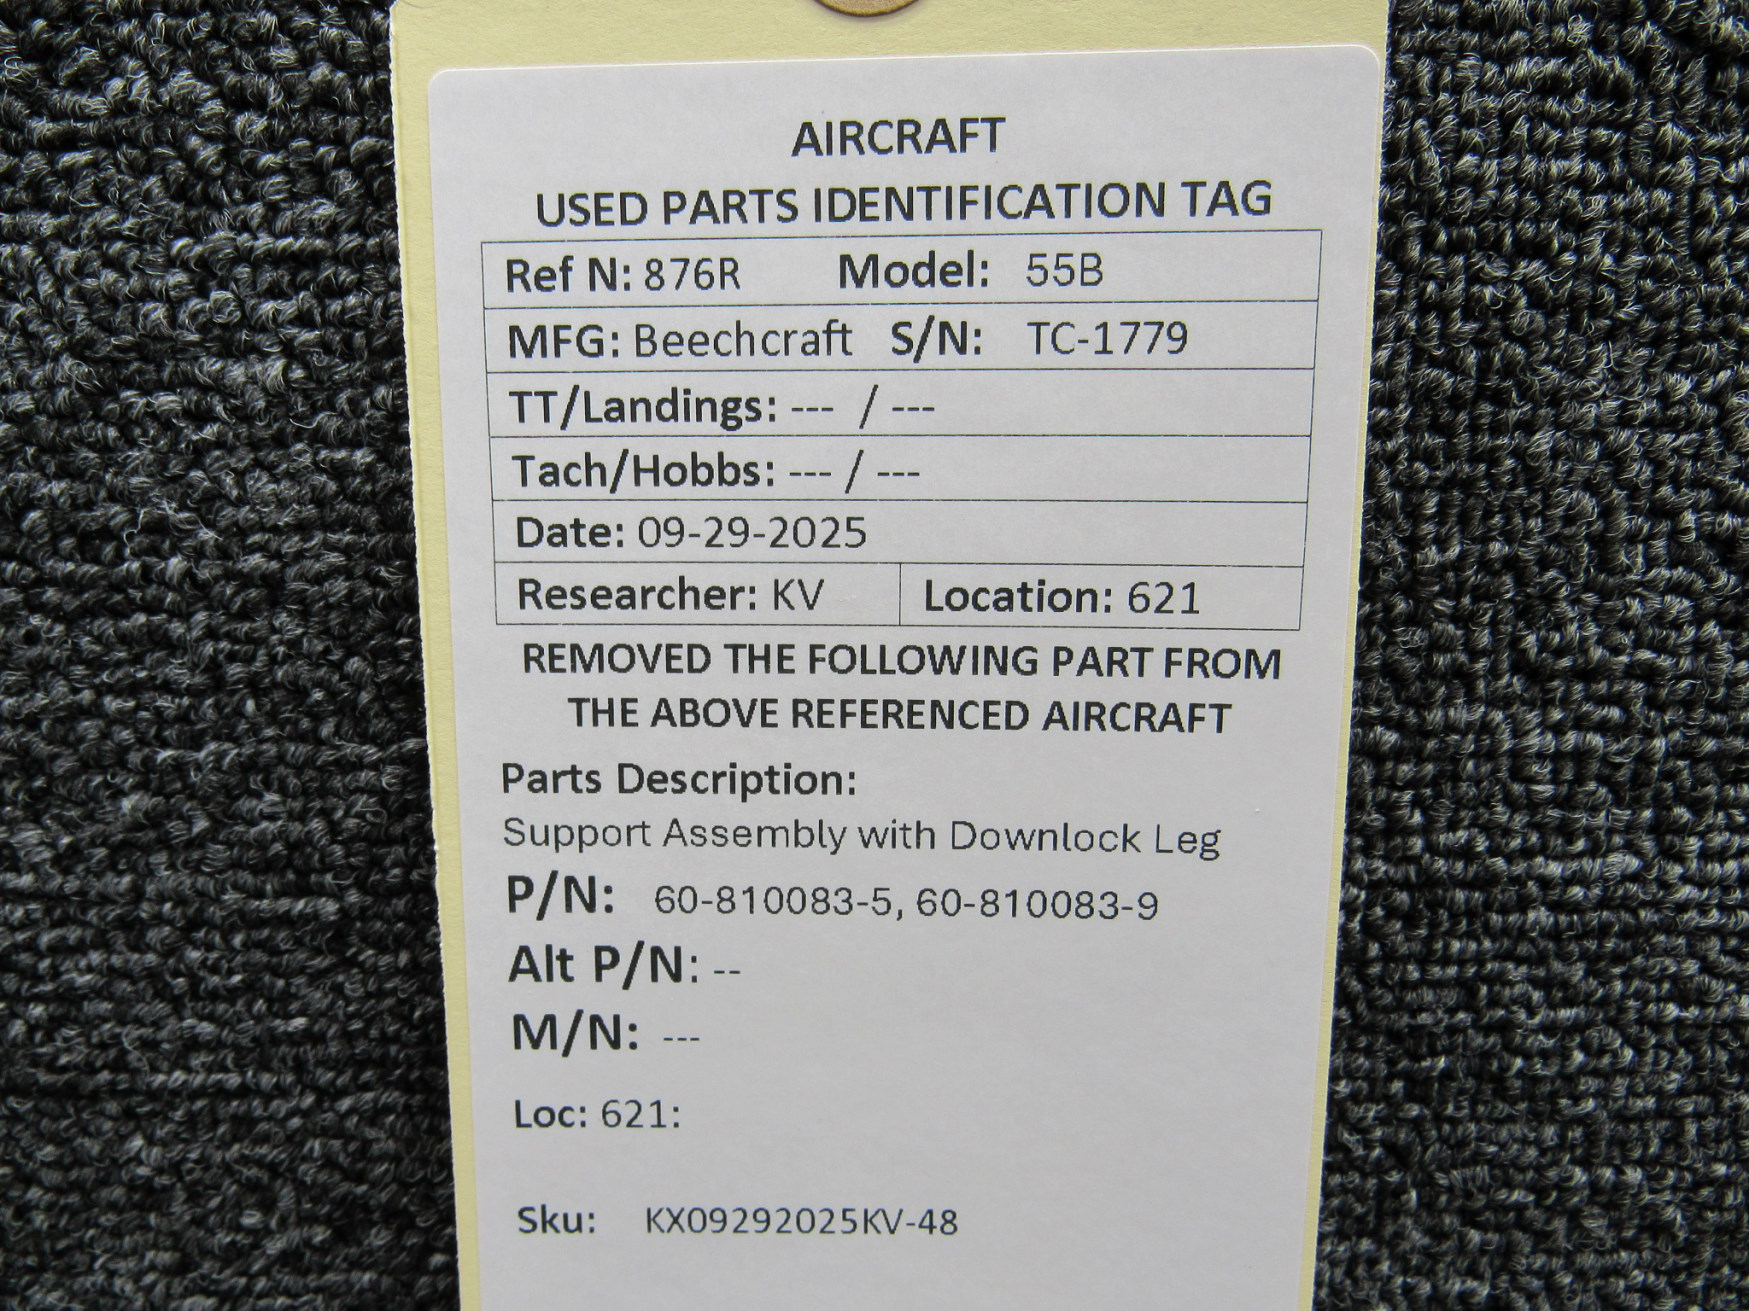 AIRCRAFT
USED PARTS IDENTIFICATION TAG
Ref N: 876R Model: 55B
MFG: Beechcraft S/N: TC-1779
TT/Landings: --- / ---
Tach/Hobbs: --- / ---
Date: 09-29-2025
Researcher: KV Location: 621
REMOVED THE FOLLOWING PART FROM
THE ABOVE REFERENCED AIRCRAFT
Parts Description:
Support Assembly with Downlock Leg
P/N: 60-810083-5, 60-810083-9
Alt P/N: --
M/N: ---
Loc: 621:
Sku: KX09292025KV-48